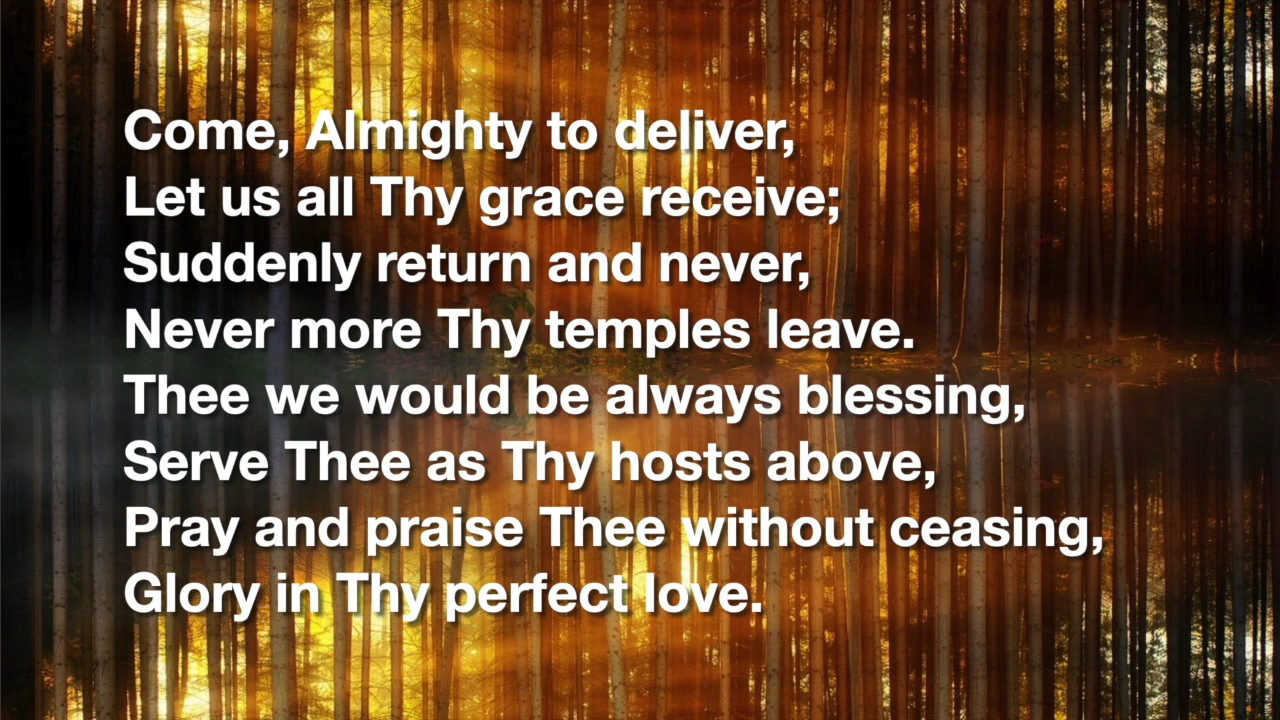 Come, Almighty to deliver,
Let us all Thy grace receive;
Suddenly return and never,
Never more Thy temples leave.
Thee we would be always blessing,
Serve Thee as Thy hosts above,
Pray and praise Thee without ceasing,
Glory in Thy perfect love.